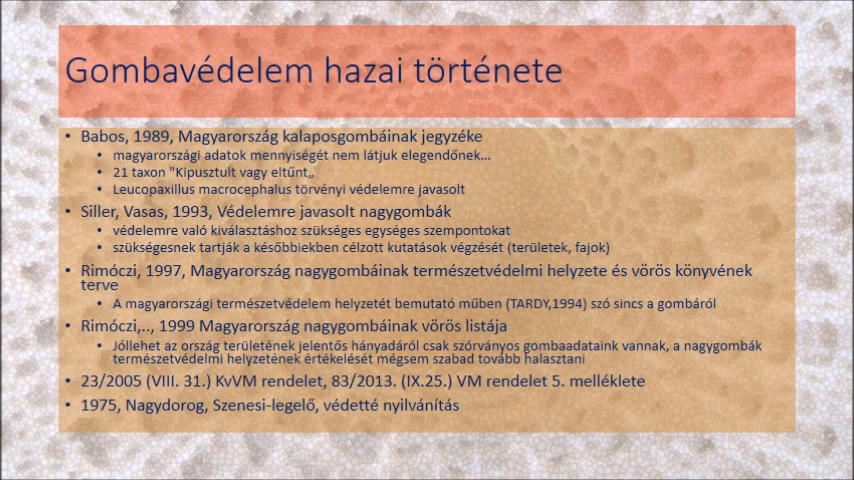 Gombavédelem hazai története
• Babos, 1989, Magyarország kalaposgombáinak jegyzéke
• magyarországi adatok mennyiségét nem látjuk elegendőnek...
• 21 taxon "Kipusztult vagy eltűnt„
• Leucopaxillus macrocephalus törvényi védelemre javasolt
• Siller, Vasas, 1993, Védelemre javasolt nagygombák
• védelemre való kiválasztáshoz szükséges egységes szempontokat
• szükségesnek tartják a későbbiekben célzott kutatások végzését (területek, fajok)
• Rimóczi, 1997, Magyarország nagygombáinak természetvédelmi helyzete és vörös könyvének
terve
• A magyarországi természetvédelem helyzetét bemutató műben (TARDY,1994) szó sincs a gombáról
• Rimóczi,.., 1999 Magyarország nagygombáinak vörös listája
• Jóllehet az ország területének jelentős hányadáról csak szórványos gombaadataink vannak, a nagygombák
természetvédelmi helyzetének értékelését mégsem szabad tovább halasztani
• 23/2005 (VIII. 31.) KvVM rendelet, 83/2013. (IX.25.) VM rendelet 5. melléklete
• 1975, Nagydorog, Szenesi-legelő, védetté nyilvánítás